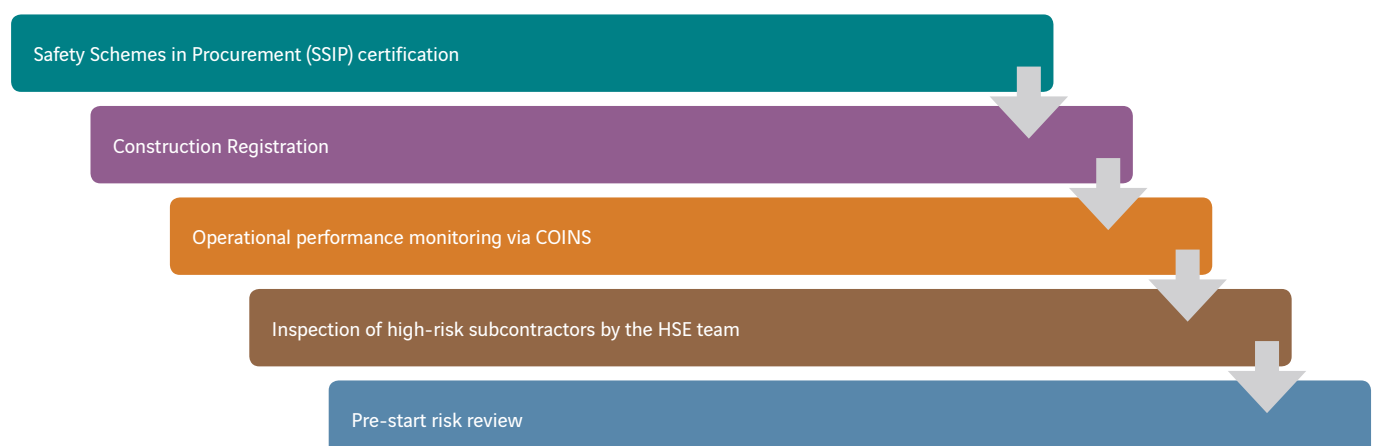 Safety Schemes in Procurement (SSIP) certification
Construction Registration
Operational performance monitoring via COINS
Inspection of high-risk subcontractors by the HSE team
Pre-start risk review